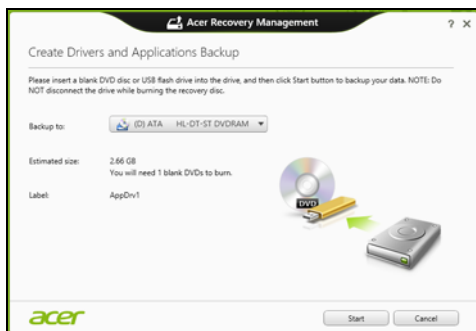 Acer Recovery Management
? X
Create Drivers and Applications Backup
Please insert a blank DVD disc or USB flash drive into the drive, and then click Start button to backup your data. NOTE: Do
NOT disconnect the drive while burning the recovery disc.
Backup to: (D) ATA HL-DT-ST DVDRAM
Estimated size: 2.66 GB
You will need 1 blank DVDs to burn.
Label: AppDrv1
DVD
acer Start Cancel